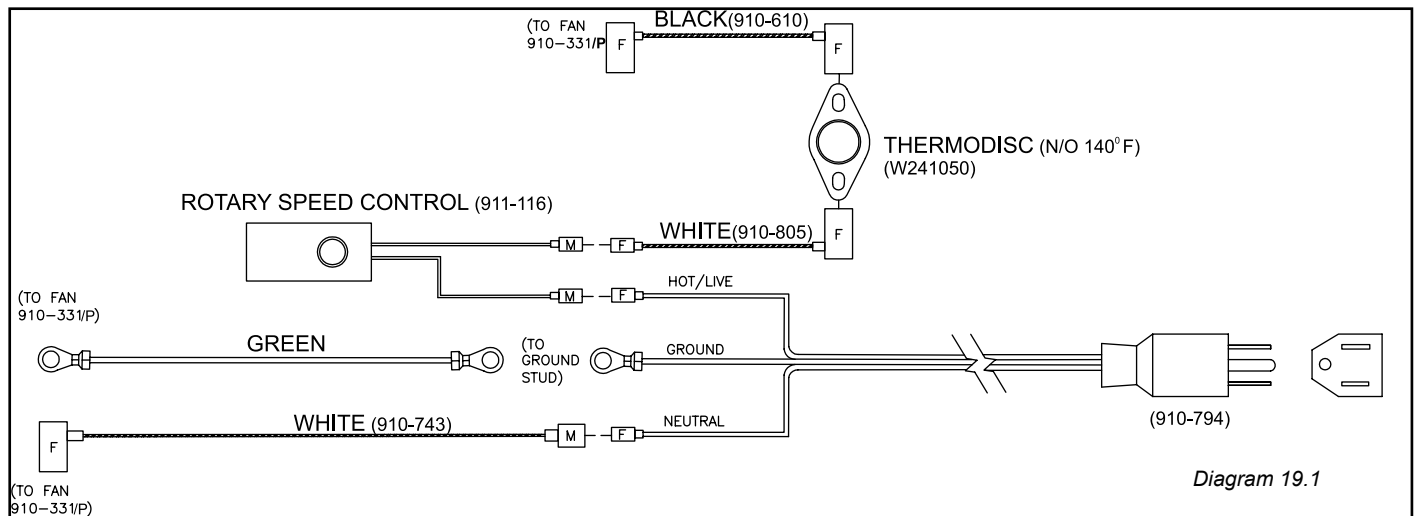 (TO FAN
910-331/P
F
BLACK(910-610)
F
THERMODISC (N/O 140⁰ F)
(W241050)
ROTARY SPEED CONTROL (911-116)
M
F
WHITE(910-805)
F
M
F
HOT/LIVE
(TO FAN
910-331/P)
GREEN
(TO
GROUND
STUD)
GROUND
WHITE (910-743)
M
F
NEUTRAL
F
(TO FAN
910-331/P)
(910-794)
Diagram 19.1